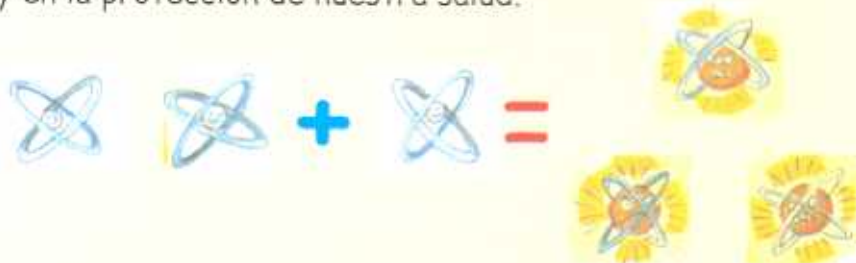 y en la protección de nuestra salud.
+ =